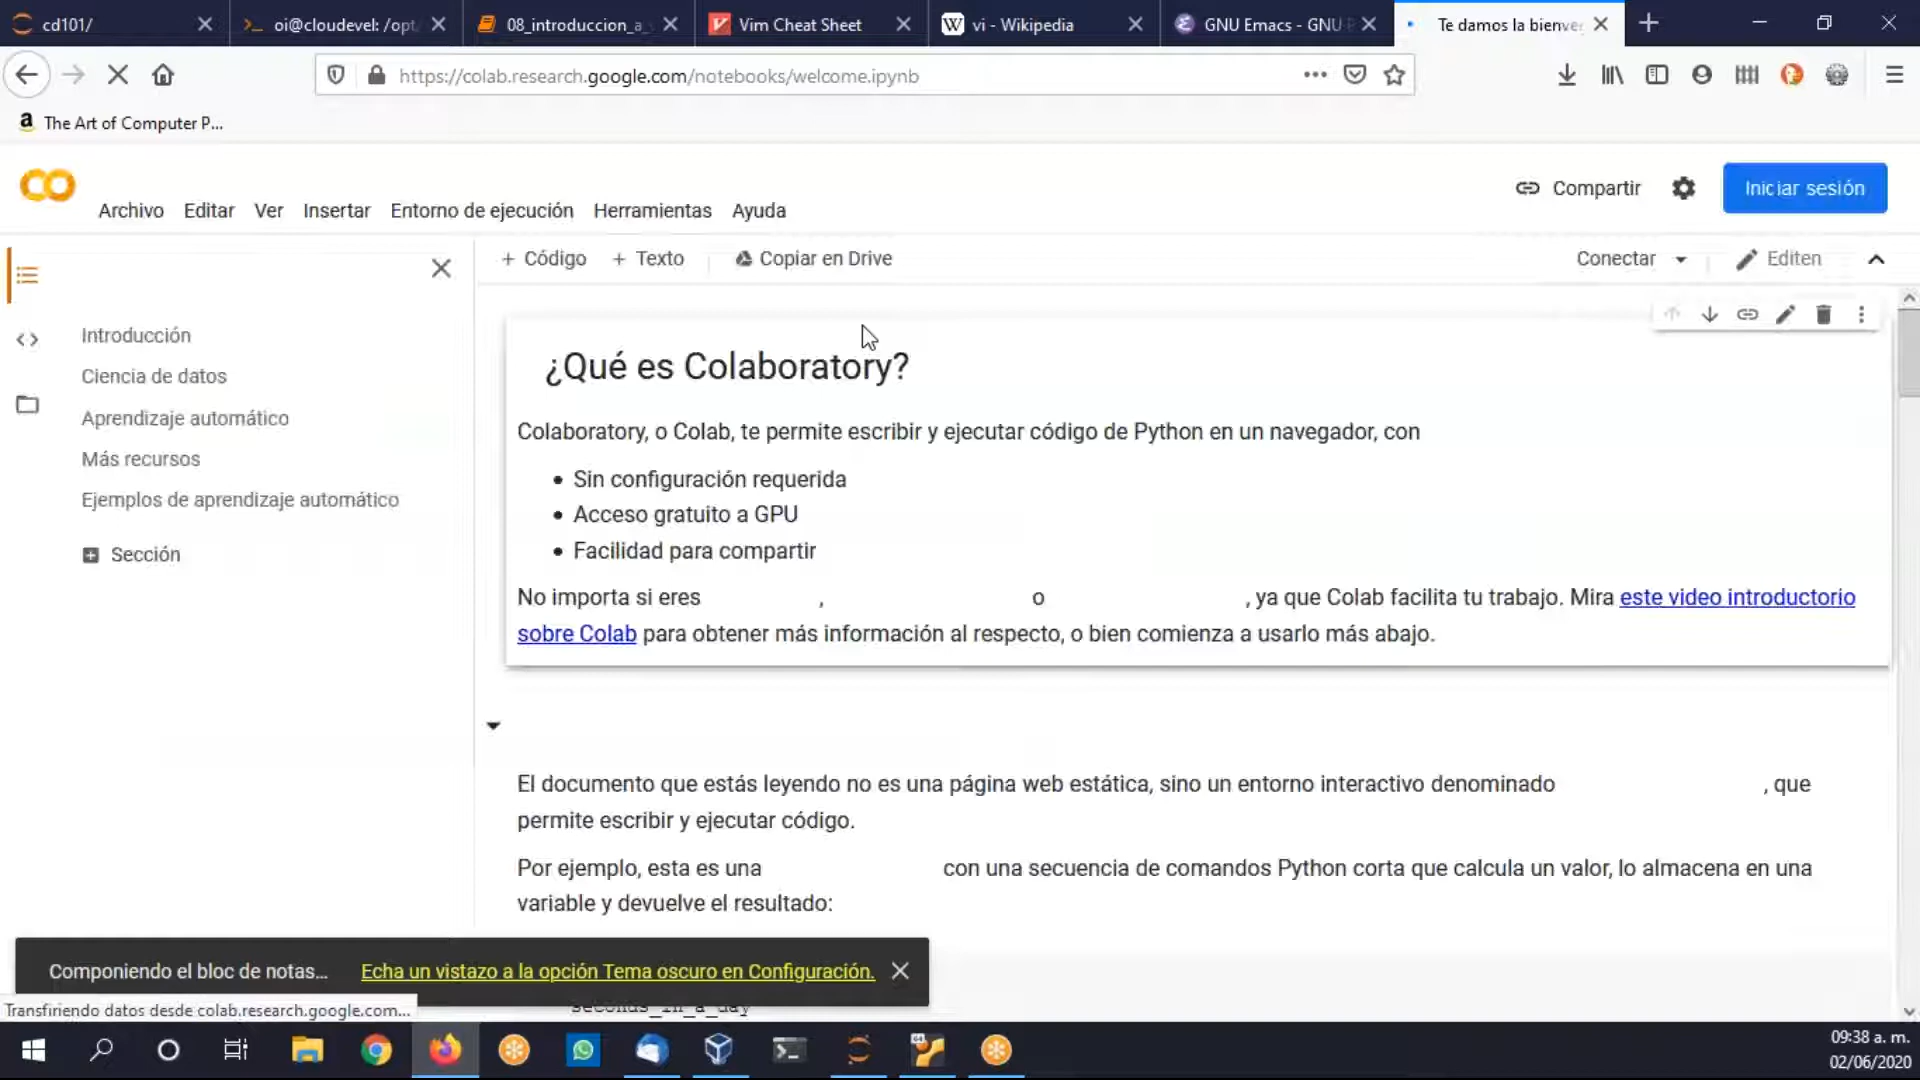 cd101/
oi@cloudevel: /opt
08_introduccion_a
Vim Cheat Sheet
vi - Wikipedia
GNU Emacs - GNU
Te damos la bienve
https://colab.research.google.com/notebooks/welcome.ipynb
The Art of Computer P...
Archivo Editar Ver Insertar Entorno de ejecución Herramientas Ayuda
Compartir
Iniciar sesión
+ Código + Texto Copiar en Drive
Conectar
Editen
Introducción
Ciencia de datos
Aprendizaje automático
Más recursos
Ejemplos de aprendizaje automático
Sección
¿Qué es Colaboratory?
Colaboratory, o Colab, te permite escribir y ejecutar código de Python en un navegador, con
• Sin configuración requerida
• Acceso gratuito a GPU
• Facilidad para compartir
No importa si eres , o , ya que Colab facilita tu trabajo. Mira este video introductorio
sobre Colab para obtener más información al respecto, o bien comienza a usarlo más abajo.
El documento que estás leyendo no es una página web estática, sino un entorno interactivo denominado , que
permite escribir y ejecutar código.
Por ejemplo, esta es una con una secuencia de comandos Python corta que calcula un valor, lo almacena en una
variable y devuelve el resultado:
Componiendo el bloc de notas... Echa un vistazo a la opción Tema oscuro en Configuración.
seconds_in_a_day
Transfiriendo datos desde colab.research.google.com...
09:38 a. m.
02/06/2020